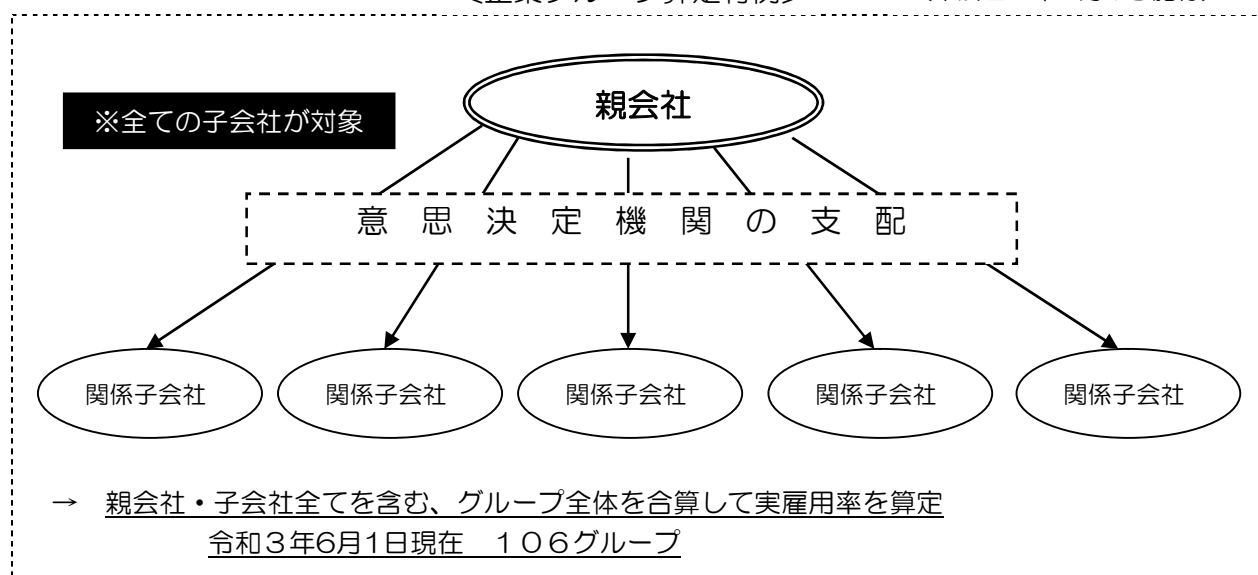 ※全ての子会社が対象
親会社
意思決定機関の支配
関係子会社
関係子会社
関係子会社
関係子会社
関係子会社
→ 親会社・子会社全てを含む、グループ全体を合算して実雇用率を算定
令和3年6月1日現在 106グループ